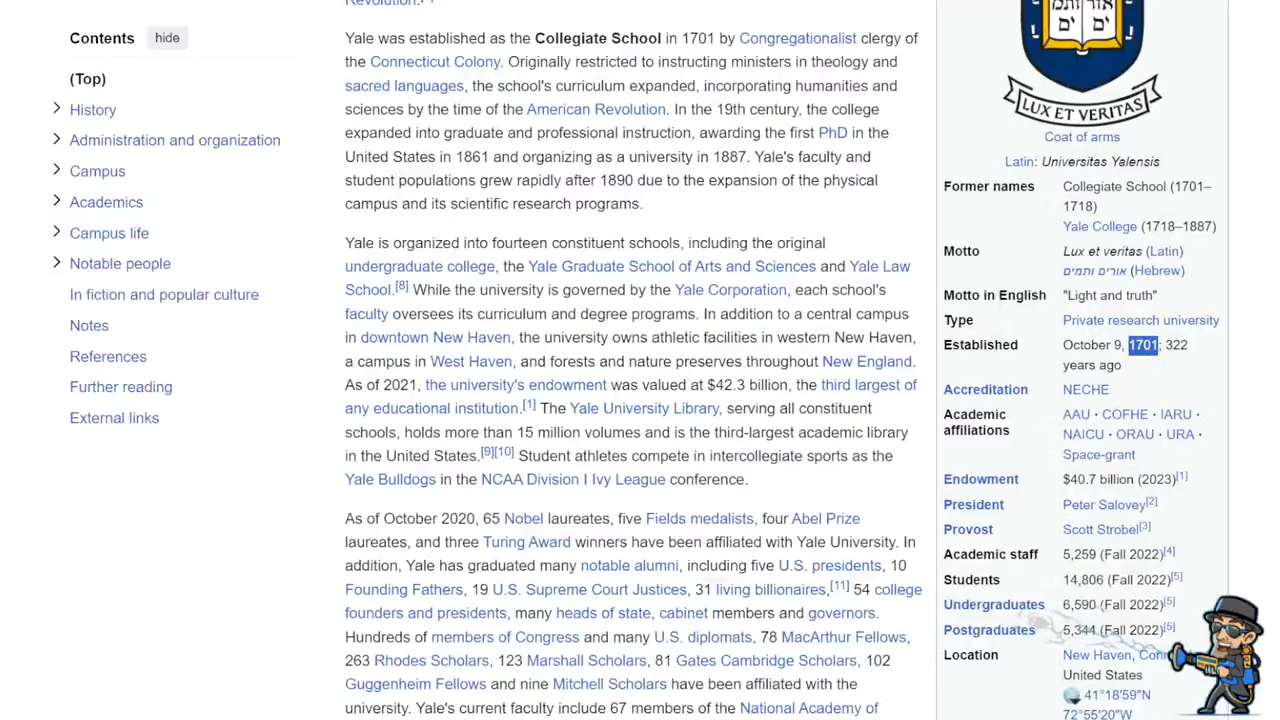 Revolution.
Contents hide
(Top)
History
Administration and organization
Campus
Academics
Campus life
Notable people
In fiction and popular culture
Notes
References
Further reading
External links
Yale was established as the Collegiate School in 1701 by Congregationalist clergy of
the Connecticut Colony. Originally restricted to instructing ministers in theology and
sacred languages, the school's curriculum expanded, incorporating humanities and
sciences by the time of the American Revolution. In the 19th century, the college
expanded into graduate and professional instruction, awarding the first PhD in the
United States in 1861 and organizing as a university in 1887. Yale's faculty and
student populations grew rapidly after 1890 due to the expansion of the physical
campus and its scientific research programs.
Yale is organized into fourteen constituent schools, including the original
undergraduate college, the Yale Graduate School of Arts and Sciences and Yale Law
School.[8] While the university is governed by the Yale Corporation, each school's
faculty oversees its curriculum and degree programs. In addition to a central campus
in downtown New Haven, the university owns athletic facilities in western New Haven,
a campus in West Haven, and forests and nature preserves throughout New England.
As of 2021, the university's endowment was valued at $42.3 billion, the third largest of
any educational institution.[1] The Yale University Library, serving all constituent
schools, holds more than 15 million volumes and is the third-largest academic library
in the United States.[9][10] Student athletes compete in intercollegiate sports as the
Yale Bulldogs in the NCAA Division I Ivy League conference.
As of October 2020, 65 Nobel laureates, five Fields medalists, four Abel Prize
laureates, and three Turing Award winners have been affiliated with Yale University. In
addition, Yale has graduated many notable alumni, including five U.S. presidents, 10
Founding Fathers, 19 U.S. Supreme Court Justices, 31 living billionaires,[11] 54 college
founders and presidents, many heads of state, cabinet members and governors.
Hundreds of members of Congress and many U.S. diplomats, 78 MacArthur Fellows,
263 Rhodes Scholars, 123 Marshall Scholars, 81 Gates Cambridge Scholars, 102
Guggenheim Fellows and nine Mitchell Scholars have been affiliated with the
university. Yale's current faculty include 67 members of the National Academy of
אורים
ותמים
LUX ET VERITAS
Coat of arms
Latin: Universitas Yalensis
Former names Collegiate School (1701–
1718)
Yale College (1718–1887)
Motto Lux et veritas (Latin)
אורים ותמים (Hebrew)
Motto in English "Light and truth"
Type Private research university
Established October 9, 1701; 322
years ago
Accreditation NECHE
Academic affiliations AAU · COFHE · IARU ·
NAICU · ORAU · URA ·
Space-grant
Endowment $40.7 billion (2023)[1]
President Peter Salovey[2]
Provost Scott Strobel[3]
Academic staff 5,259 (Fall 2022)[4]
Students 14,806 (Fall 2022)[5]
Undergraduates 6,590 (Fall 2022)[5]
Postgraduates 5,344 (Fall 2022)[5]
Location New Haven,
United States
41°18′59″N
72°55′20″W